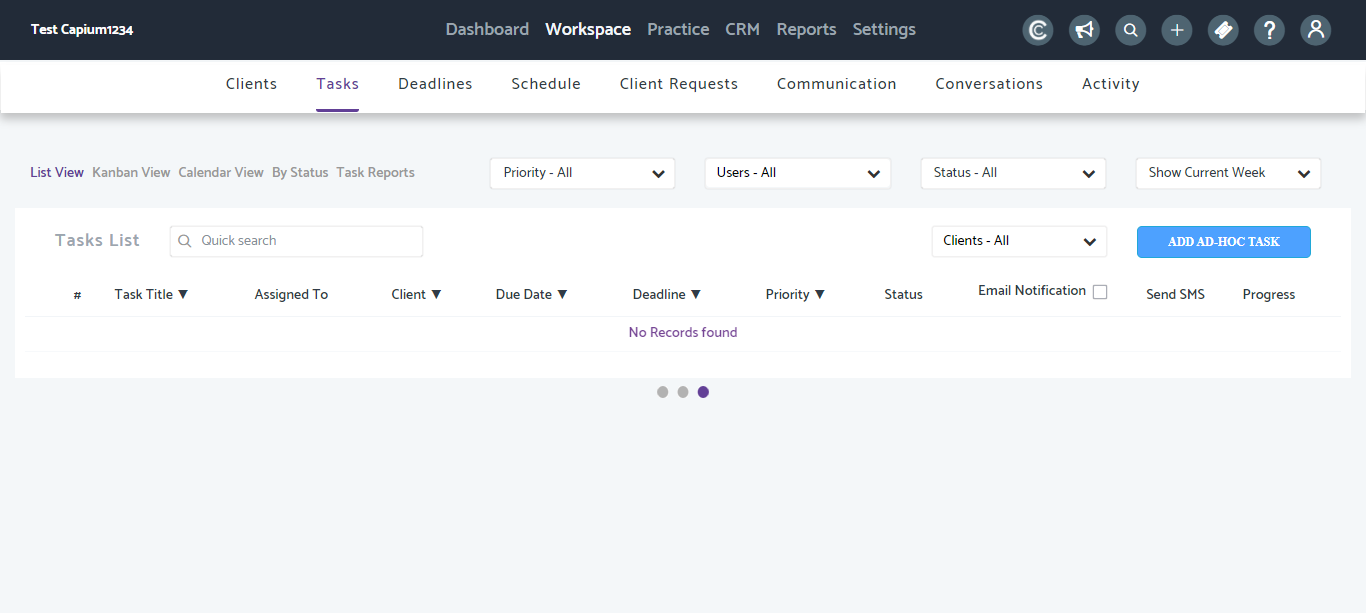 Test Capium1234 Dashboard Workspace Practice CRM Reports Settings
Clients Tasks Deadlines Schedule Client Requests Communication Conversations Activity
List View Kanban View Calendar View By Status Task Reports Priority - All Users - All Status - All Show Current Week
Tasks List Quick search Clients - All ADD AD-HOC TASK
# Task Title ▼ Assigned To Client ▼ Due Date ▼ Deadline ▼ Priority ▼ Status Email Notification Send SMS Progress
No Records found